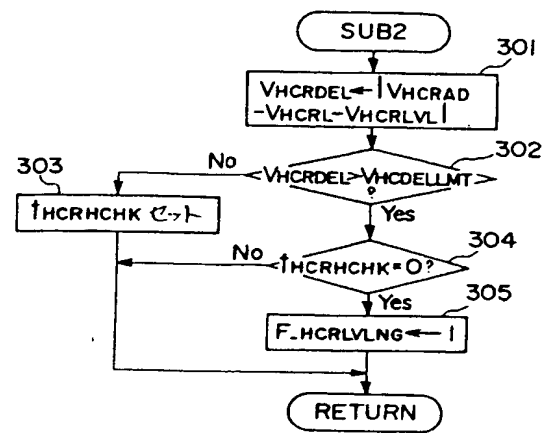 SUB2
301
VHCRDEL←|VHCRAD
-VHCRL-VHCRLVL|
302
VHCRDEL>VHCDELLMT
?
No
Yes
303
tHCRHCHK セット
304
tHCRHCHK=0?
No
Yes
305
F-HCRLVLNG←1
RETURN